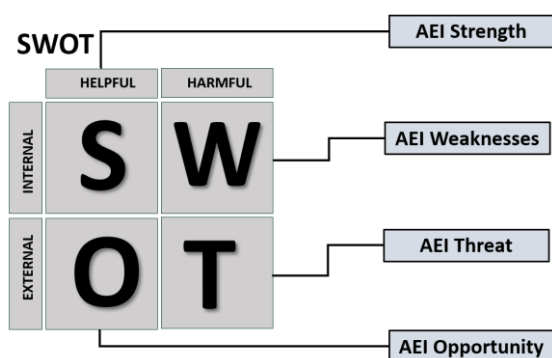 SWOT
AEI Strength
HELPFUL
HARMFUL
INTERNAL
S
W
AEI Weaknesses
EXTERNAL
O
T
AEI Threat
AEI Opportunity